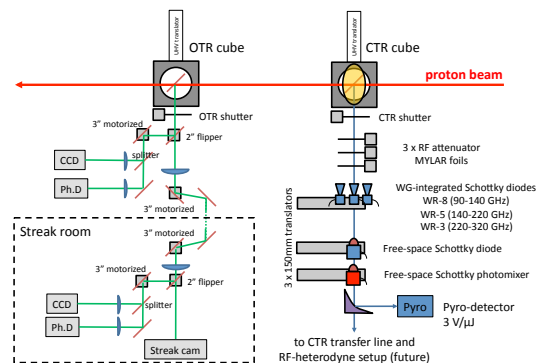 UHV translator
UHV translator
OTR cube
CTR cube
proton beam
OTR shutter
CTR shutter
3" motorized
2" flipper
CCD
splitter
Ph.D
3" motorized
3 x RF attenuator
MYLAR foils
WG-integrated Schottky diodes
WR-8 (90-140 GHz)
WR-5 (140-220 GHz)
WR-3 (220-320 GHz)
3 x 150mm translators
Streak room
3" motorized
3" motorized
2" flipper
CCD
splitter
Ph.D
Streak cam
Free-space Schottky diode
Free-space Schottky photomixer
Pyro
Pyro-detector
3 V/µJ
to CTR transfer line and
RF-heterodyne setup (future)